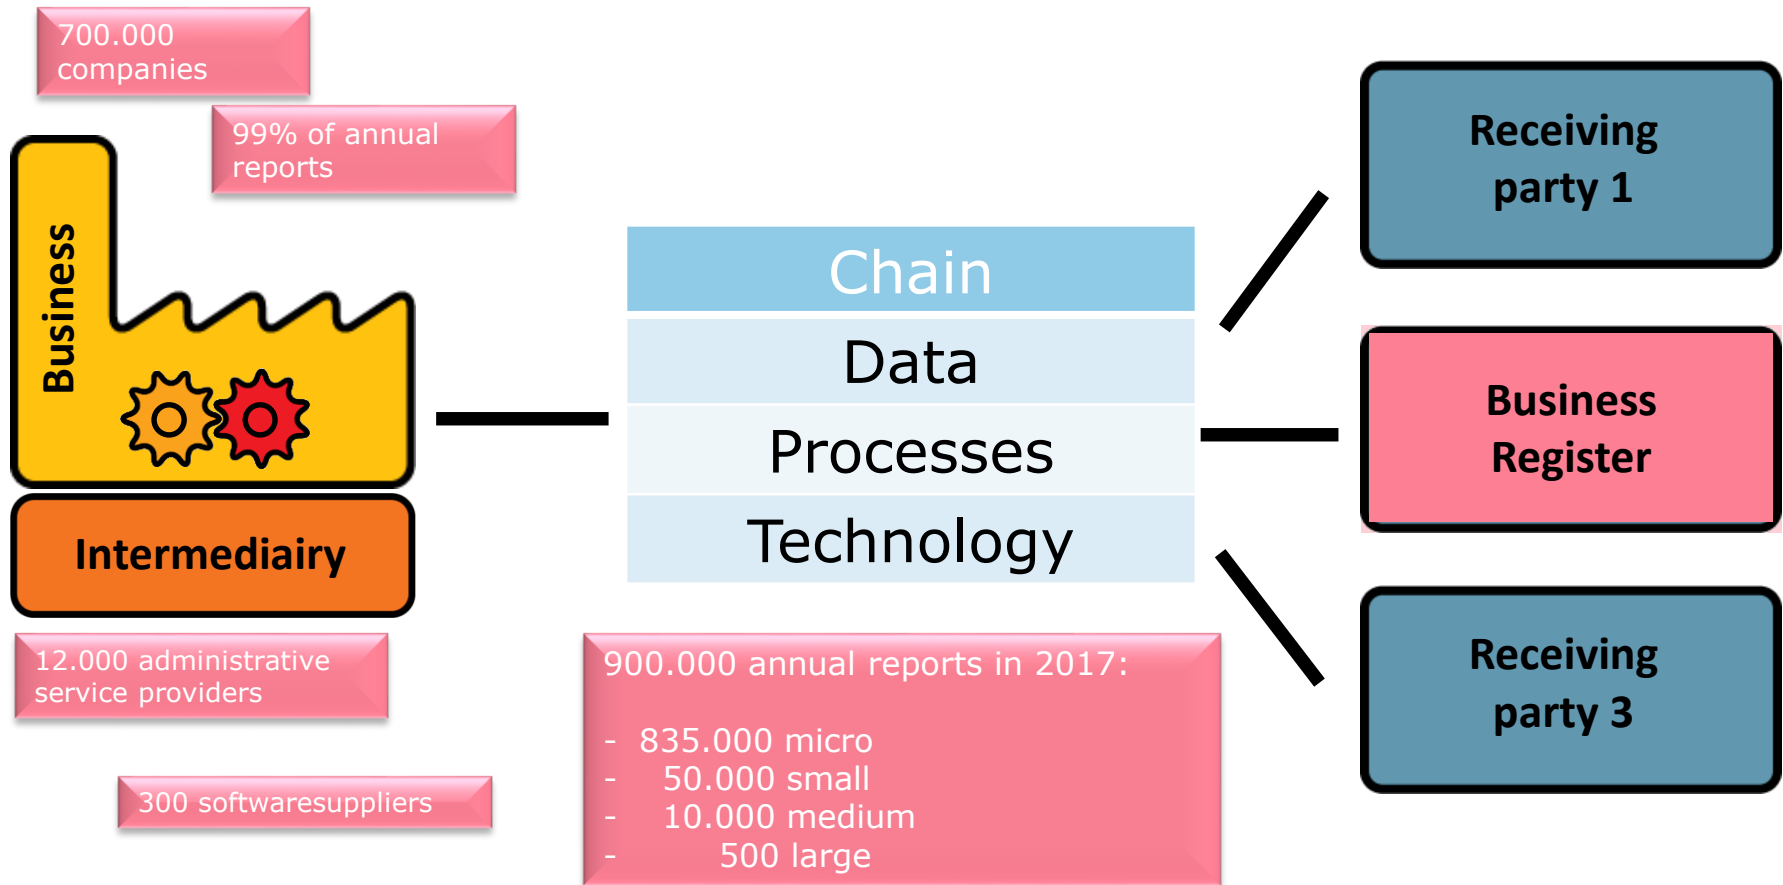 700.000
companies
99% of annual
reports
Business
Intermediairy
12.000 administrative
service providers
300 softwaresuppliers
Chain
Data
Processes
Technology
900.000 annual reports in 2017:
- 835.000 micro
- 50.000 small
- 10.000 medium
- 500 large
Receiving
party 1
Business
Register
Receiving
party 3